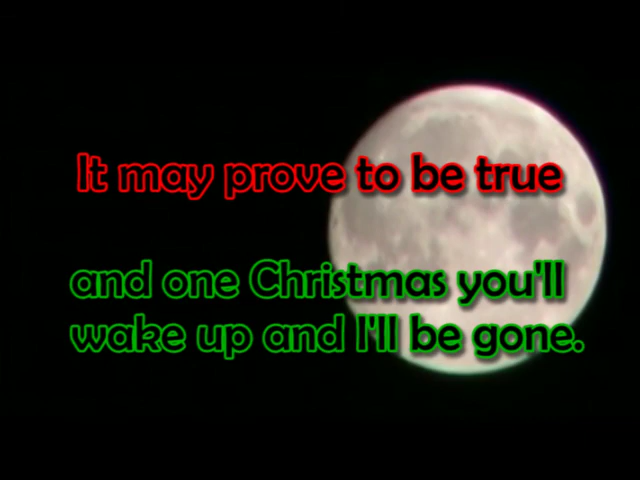 It may prove to be true
and one Christmas you'll
wake up and I'll be gone.